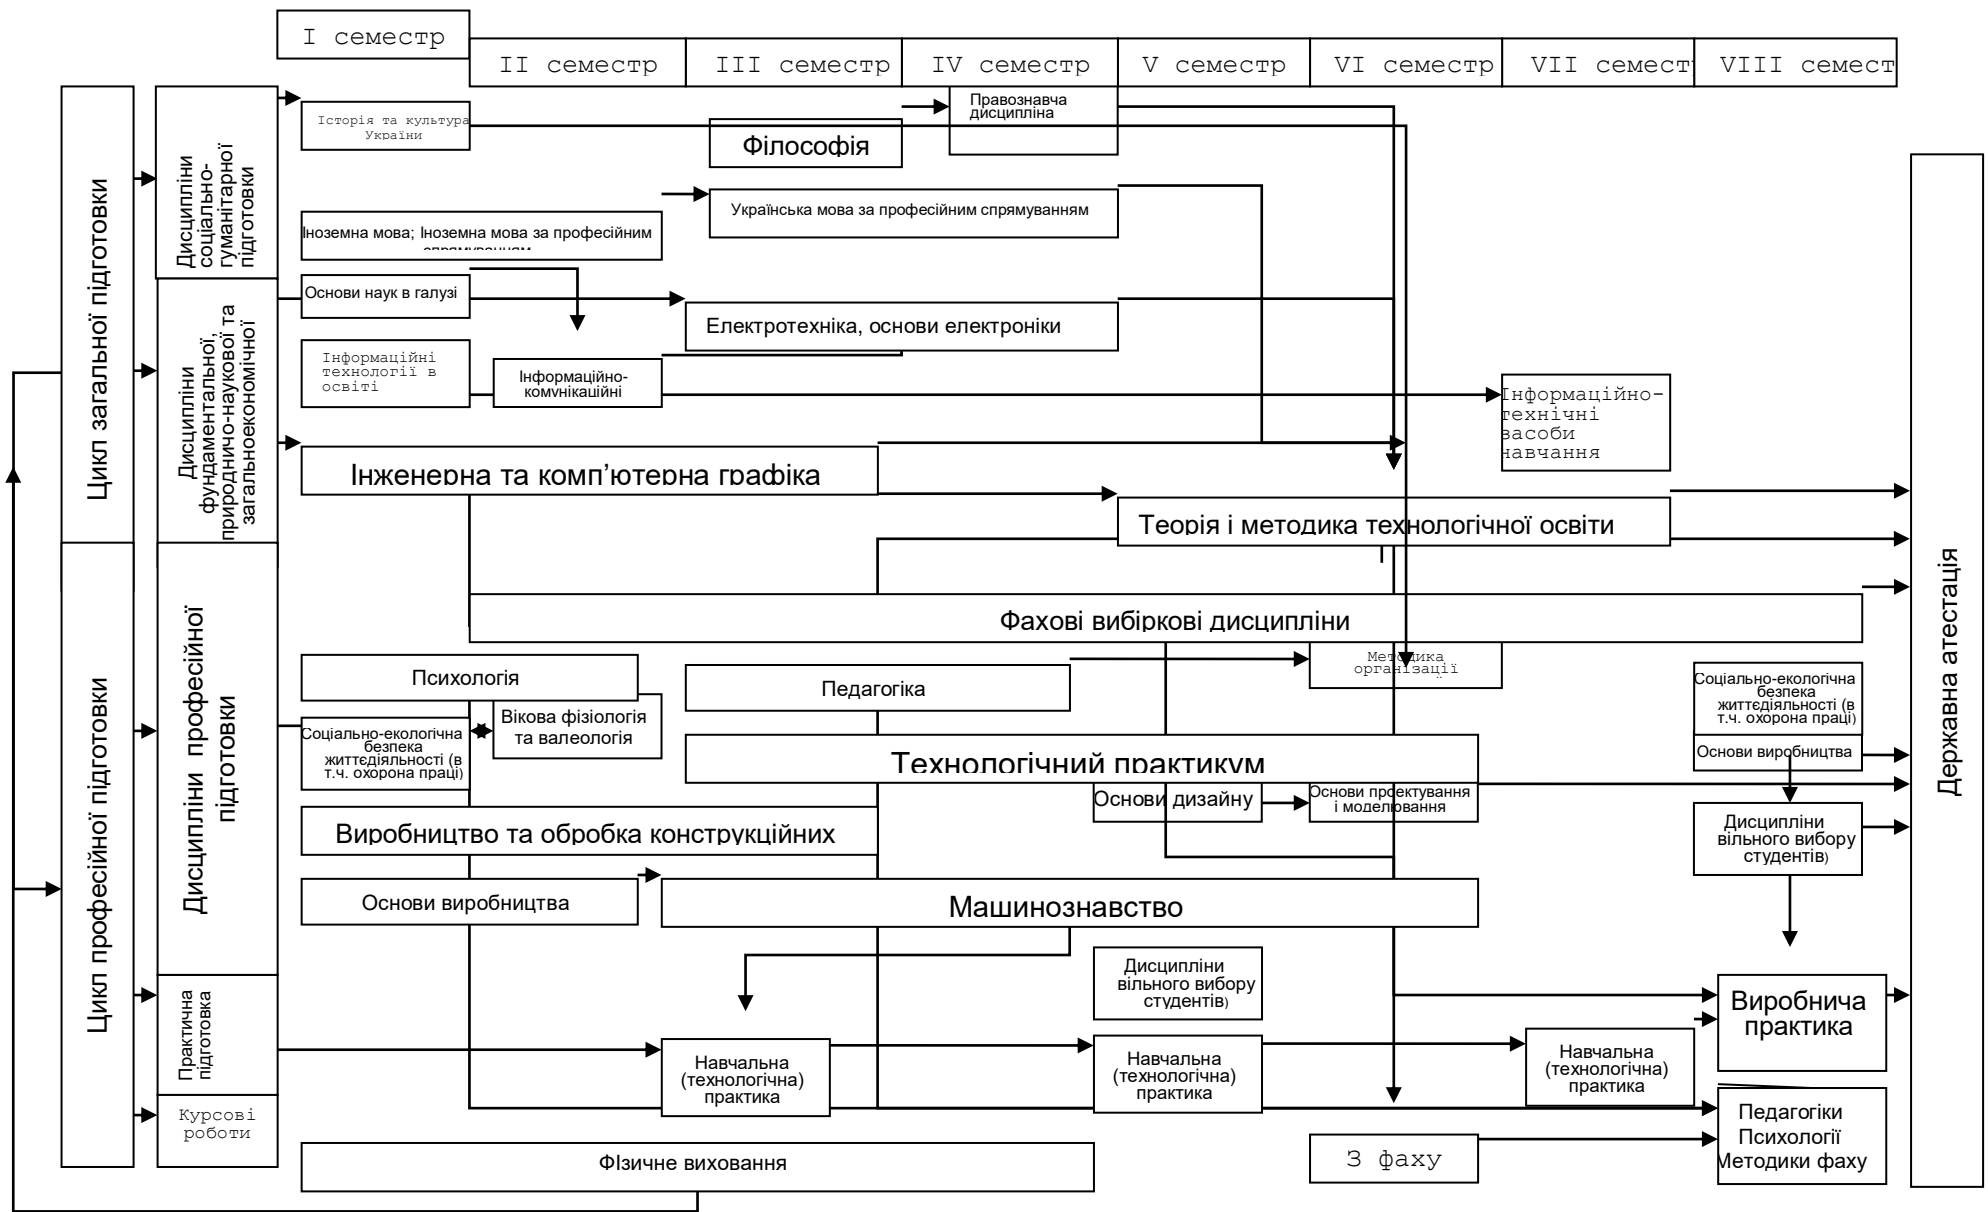 I семестр
II семестр
III семестр
IV семестр
V семестр
VI семестр
VII семест
VIII семест
Цикл загальної підготовки
Цикл професійної підготовки
Дисципліни
соціально-
гуманітарної
підготовки
Дисципліни
фундаментальної,
природничо-наукової та
загальноекономічної
Дисципліни професійної
підготовки
Практична
підготовка
Курсові
роботи
Історія та культура
України
Філософія
Правознавча
дисципліна
Іноземна мова; Іноземна мова за професійним
спрямуванням
Українська мова за професійним спрямуванням
Основи наук в галузі
Електротехніка, основи електроніки
Інформаційні
технології в
освіті
Інформаційно-
комунікаційні
Інформаційно-
технічні
засоби
навчання
Інженерна та комп’ютерна графіка
Теорія і методика технологічної освіти
Фахові вибіркові дисципліни
Психологія
Педагогіка
Методика
організації
Соціально-екологічна
безпека
життєдіяльності (в
т.ч. охорона праці)
Вікова фізіологія
та валеологія
Соціально-екологічна
безпека
життєдіяльності (в
т.ч. охорона праці)
Основи виробництва
Технологічний практикум
Основи дизайну
Основи проектування
і моделювання
Виробництво та обробка конструкційних
Дисципліни
вільного вибору
студентів)
Основи виробництва
Машинознавство
Дисципліни
вільного вибору
студентів)
Виробнича
практика
Навчальна
(технологічна)
практика
Навчальна
(технологічна)
практика
Навчальна
(технологічна)
практика
Педагогіки
Психології
Методики фаху
З фаху
ФІзичне виховання
Державна атестація